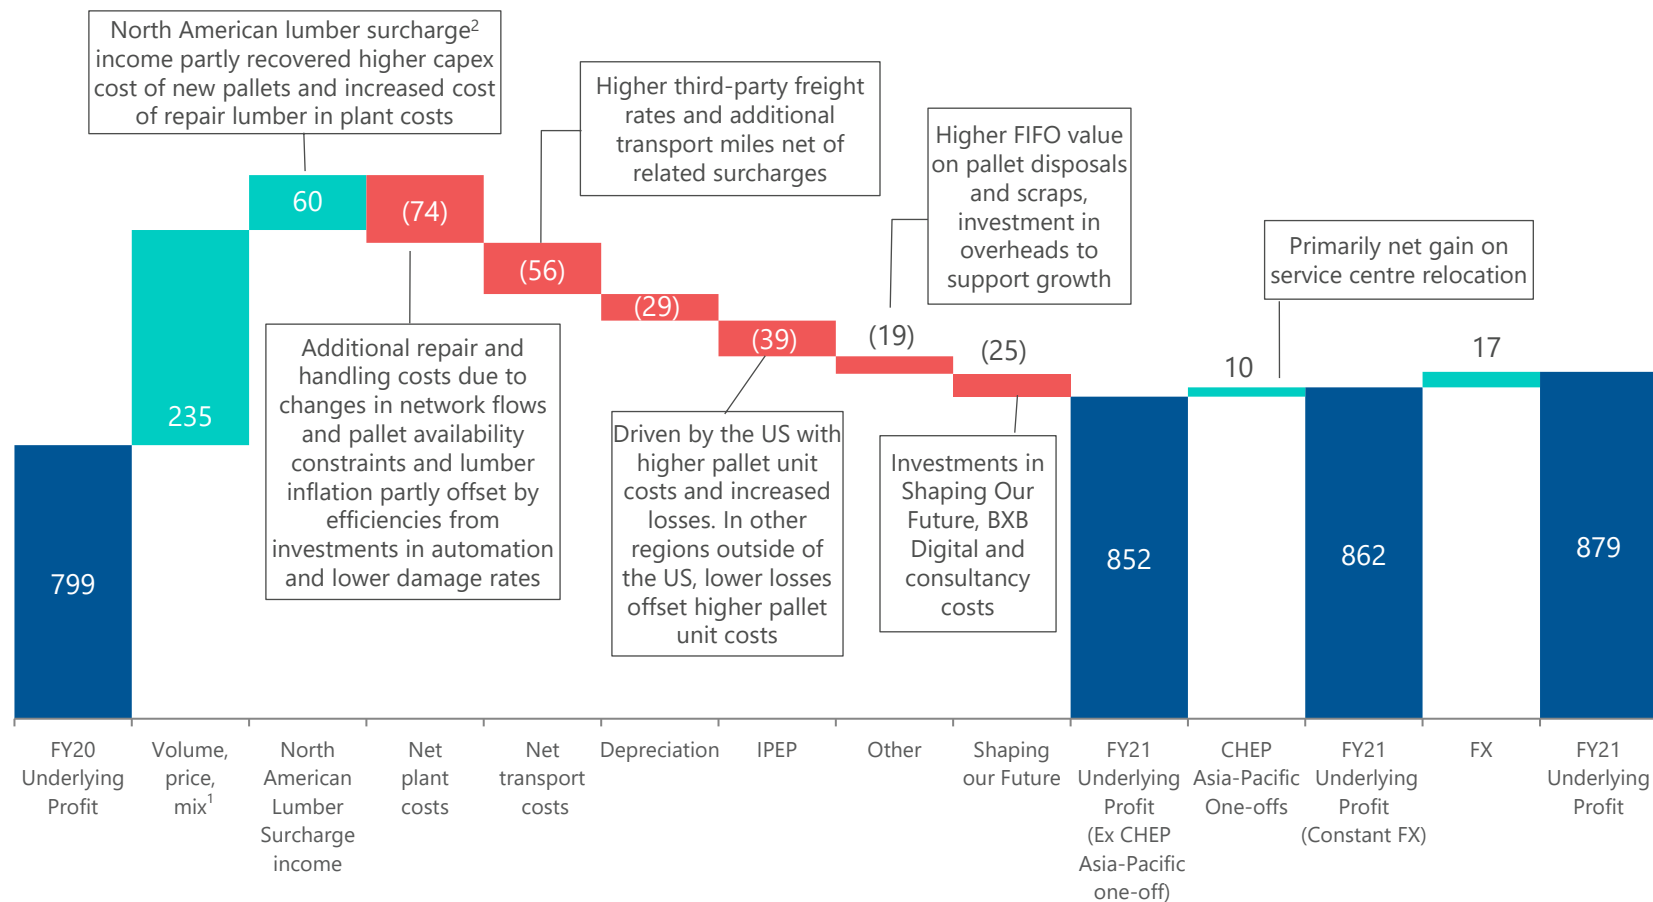 North American lumber surcharge²
income partly recovered higher capex
cost of new pallets and increased cost
of repair lumber in plant costs
Higher third-party freight
rates and additional
transport miles net of
related surcharges
Higher FIFO value
on pallet disposals
and scraps,
investment in
overheads to
support growth
Primarily net gain on
service centre relocation
799
235
60
(74)
(56)
(29)
(39)
(19)
(25)
852
10
862
17
879
Additional repair and
handling costs due to
changes in network flows
and pallet availability
constraints and lumber
inflation partly offset by
efficiencies from
investments in automation
and lower damage rates
Driven by the US with
higher pallet unit
costs and increased
losses. In other
regions outside of
the US, lower losses
offset higher pallet
unit costs
Investments in
Shaping Our
Future, BXB
Digital and
consultancy
costs
FY20
Underlying
Profit
Volume,
price,
mix¹
North
American
Lumber
Surcharge
income
Net
plant
costs
Net
transport
costs
Depreciation
IPEP
Other
Shaping
our Future
FY21
Underlying
Profit
(Ex CHEP
Asia-Pacific
one-off)
CHEP
Asia-Pacific
One-offs
FY21
Underlying
Profit
(Constant FX)
FX
FY21
Underlying
Profit